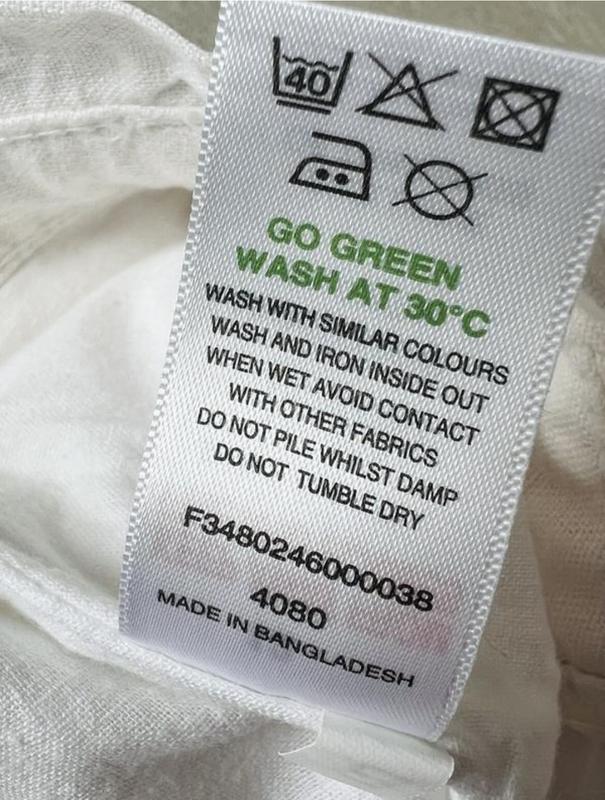 40
GO GREEN
WASH AT 30°C
WASH WITH SIMILAR COLOURS
WASH AND IRON INSIDE OUT
WHEN WET AVOID CONTACT
WITH OTHER FABRICS
DO NOT PILE WHILST DAMP
DO NOT TUMBLE DRY
F3480246000038
4080
MADE IN BANGLADESH